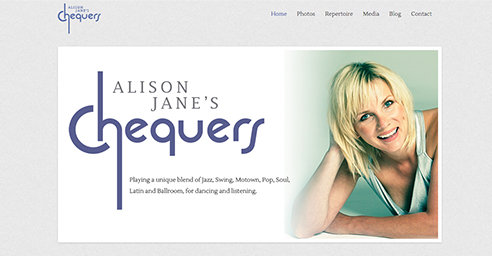 ALISON
JANE'S
Chequers
Home Photos Repertoire Media Blog Contact
ALISON
JANE'S
Chequers
Playing a unique blend of Jazz, Swing, Motown, Pop, Soul,
Latin and Ballroom, for dancing and listening.